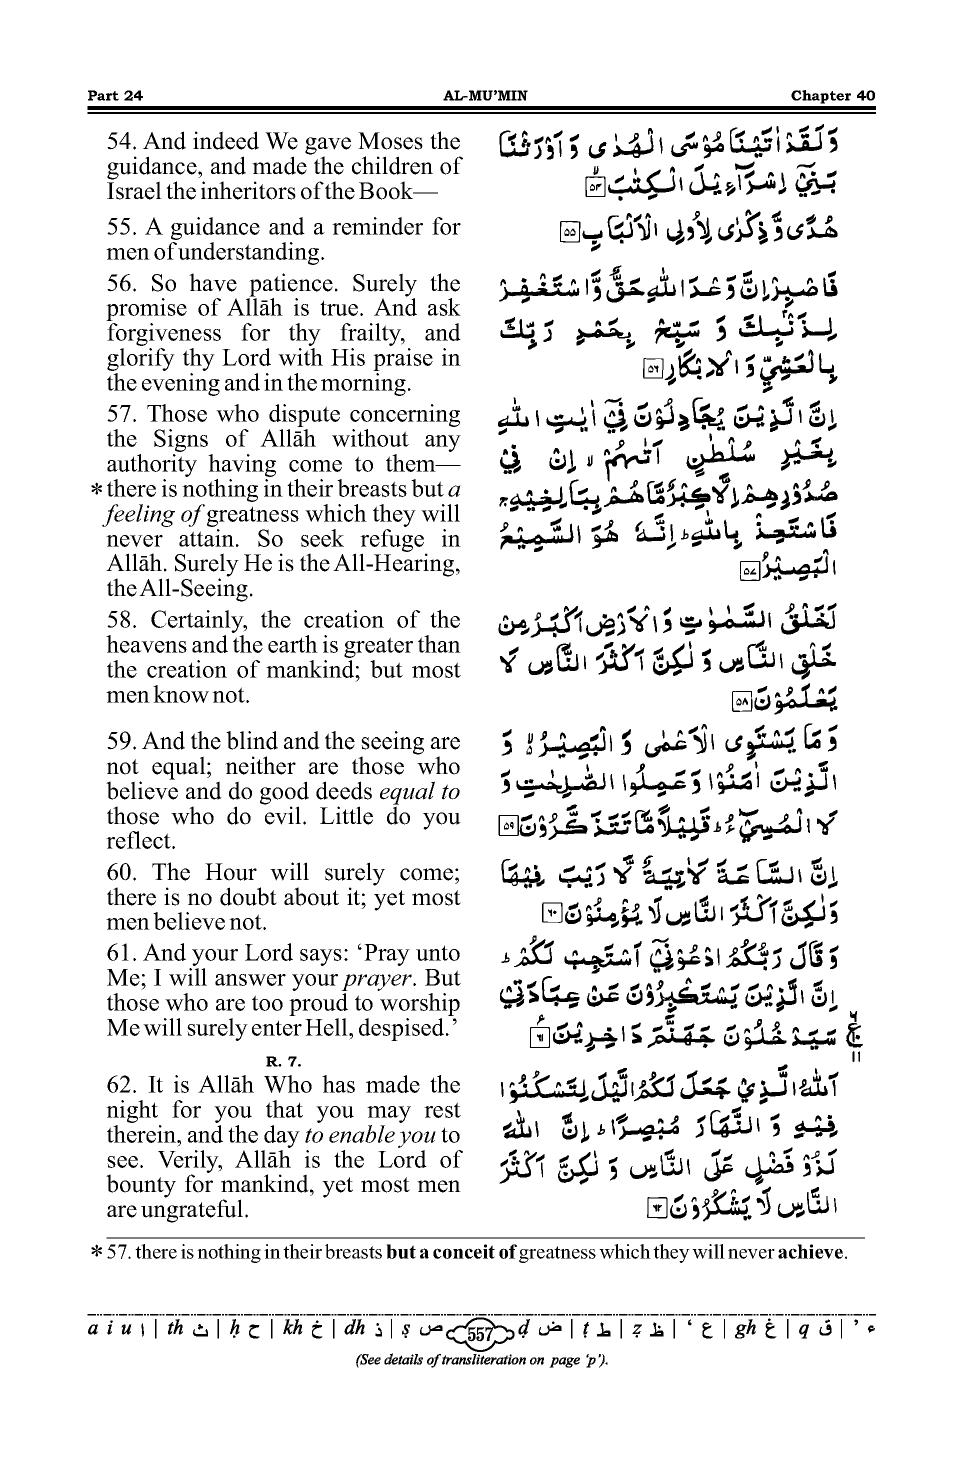 Part 24 AL-MU’MIN Chapter 40
54. And indeed We gave Moses the
guidance, and made the children of
Israel the inheritors of the Book—
55. A guidance and a reminder for
men of understanding.
56. So have patience. Surely the
promise of Allāh is true. And ask
forgiveness for thy frailty, and
glorify thy Lord with His praise in
the evening and in the morning.
57. Those who dispute concerning
the Signs of Allāh without any
authority having come to them—
* there is nothing in their breasts but a
feeling of greatness which they will
never attain. So seek refuge in
Allāh. Surely He is the All-Hearing,
the All-Seeing.
58. Certainly, the creation of the
heavens and the earth is greater than
the creation of mankind; but most
men know not.
59. And the blind and the seeing are
not equal; neither are those who
believe and do good deeds equal to
those who do evil. Little do you
reflect.
60. The Hour will surely come;
there is no doubt about it; yet most
men believe not.
61. And your Lord says: ‘Pray unto
Me; I will answer your prayer. But
those who are too proud to worship
Me will surely enter Hell, despised.’
R. 7.
62. It is Allāh Who has made the
night for you that you may rest
therein, and the day to enable you to
see. Verily, Allāh is the Lord of
bounty for mankind, yet most men
are ungrateful.
وَلَقَدْ اٰتَيْنَا مُوْسَى الْهُدٰى وَ اَوْرَثْنَا
بَنِيْٓ اِسْرَآءِيْلَ الْكِتٰبَ ۙ۵۴
هُدًى وَّ ذِكْرٰى لِاُولِى الْاَلْبَابِ ۵۵
فَاصْبِرْ اِنَّ وَعْدَ اللّٰهِ حَقٌّ وَّ اسْتَغْفِرْ
لِذَنْۢبِكَ وَ سَبِّحْ بِحَمْدِ رَبِّكَ
بِالْعَشِيِّ وَ الْاِبْكَارِ ۵۶
اِنَّ الَّذِيْنَ يُجَادِلُوْنَ فِيْٓ اٰيٰتِ اللّٰهِ
بِغَيْرِ سُلْطٰنٍ اَتٰىهُمْ ۙ اِنْ فِيْ
صُدُوْرِهِمْ اِلَّا كِبْرٌ مَّا هُمْ بِبَالِغِيْهِ ۚ
فَاسْتَعِذْ بِاللّٰهِ ؕ اِنَّهٗ هُوَ السَّمِيْعُ
الْبَصِيْرُ ۵۷
لَخَلْقُ السَّمٰوٰتِ وَ الْاَرْضِ اَكْبَرُ مِنْ
خَلْقِ النَّاسِ وَ لٰكِنَّ اَكْثَرَ النَّاسِ لَا
يَعْلَمُوْنَ ۵۸
وَ مَا يَسْتَوِى الْاَعْمٰى وَ الْبَصِيْرُ ۙ۬ وَ
الَّذِيْنَ اٰمَنُوْا وَ عَمِلُوا الصّٰلِحٰتِ وَ
لَا الْمُسِيْٓءُ ؕ قَلِيْلًا مَّا تَتَذَكَّرُوْنَ ۵۹
اِنَّ السَّاعَةَ لَاٰتِيَةٌ لَّا رَيْبَ فِيْهَا
وَ لٰكِنَّ اَكْثَرَ النَّاسِ لَا يُؤْمِنُوْنَ ۶۰
وَ قَالَ رَبُّكُمُ ادْعُوْنِيْٓ اَسْتَجِبْ لَكُمْ ؕ
اِنَّ الَّذِيْنَ يَسْتَكْبِرُوْنَ عَنْ عِبَادَتِيْ
سَيَدْخُلُوْنَ جَهَنَّمَ دَاخِرِيْنَ ۶۱
اَللّٰهُ الَّذِيْ جَعَلَ لَكُمُ الَّيْلَ لِتَسْكُنُوْا
فِيْهِ وَ النَّهَارَ مُبْصِرًا ؕ اِنَّ اللّٰهَ
لَذُوْ فَضْلٍ عَلَى النَّاسِ وَ لٰكِنَّ اَكْثَرَ
النَّاسِ لَا يَشْكُرُوْنَ ۶۲
* 57. there is nothing in their breasts but a conceit of greatness which they will never achieve.
a i u ا | th ث | ḥ ح | kh خ | dh ذ | ṣ ص 557 ḍ ض | ṭ ط | ẓ ظ | ‘ ع | gh غ | q ق | ’ ء
(See details of transliteration on page ‘p’).